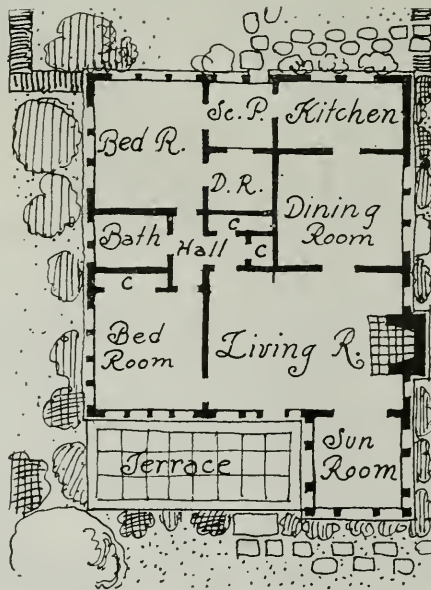 Sc. P.
Kitchen
Bed R.
D. R.
Dining
Room
C
C
Bath
Hall
C
Bed
Room
Living R.
Sun
Room
Terrace